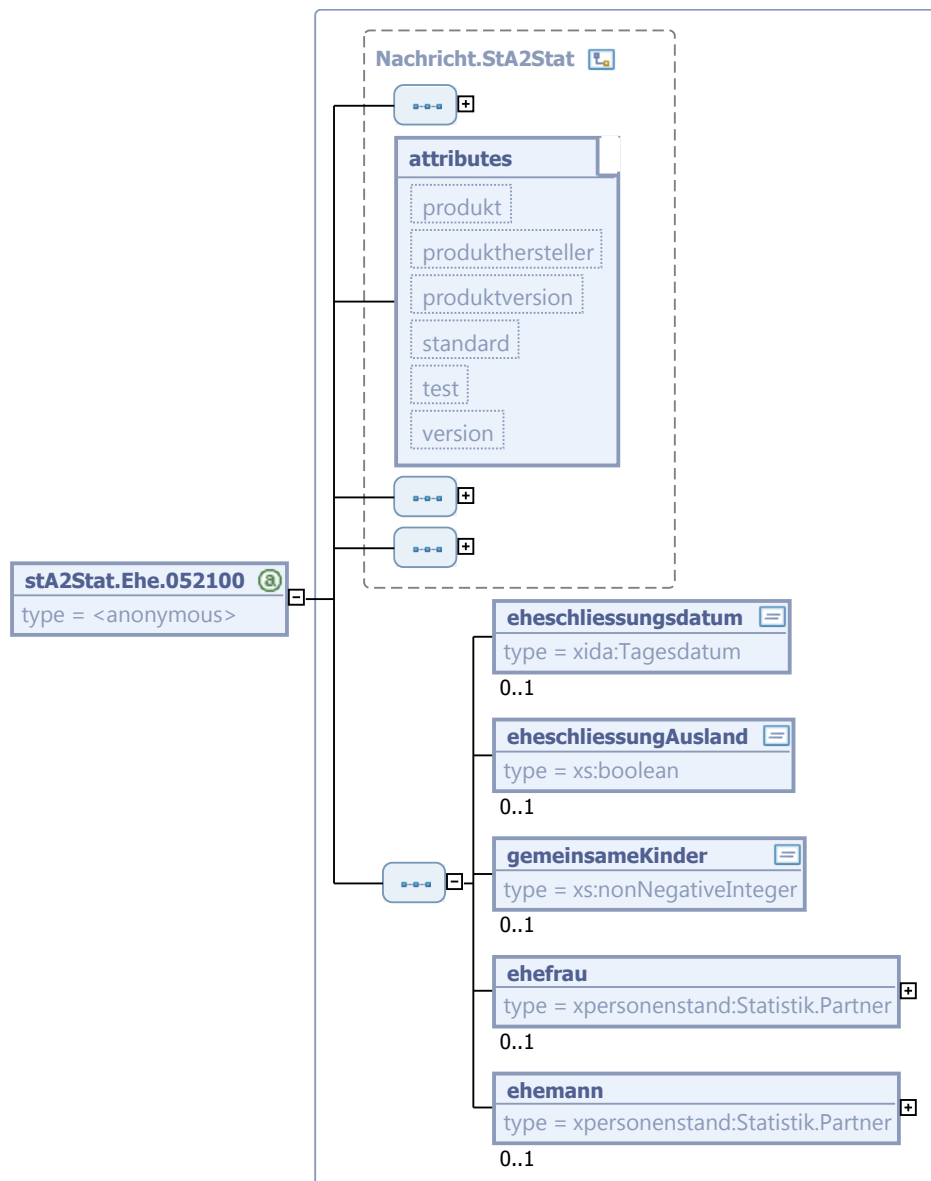 Nachricht.StA2Stat
attributes
produkt
produkthersteller
produktversion
standard
test
version
stA2Stat.Ehe.052100
type = <anonymous>
eheschliessungsdatum
type = xida:Tagesdatum
0..1
eheschliessungAusland
type = xs:boolean
0..1
gemeinsameKinder
type = xs:nonNegativeInteger
0..1
ehefrau
type = xpersonenstand:Statistik.Partner
0..1
ehemann
type = xpersonenstand:Statistik.Partner
0..1